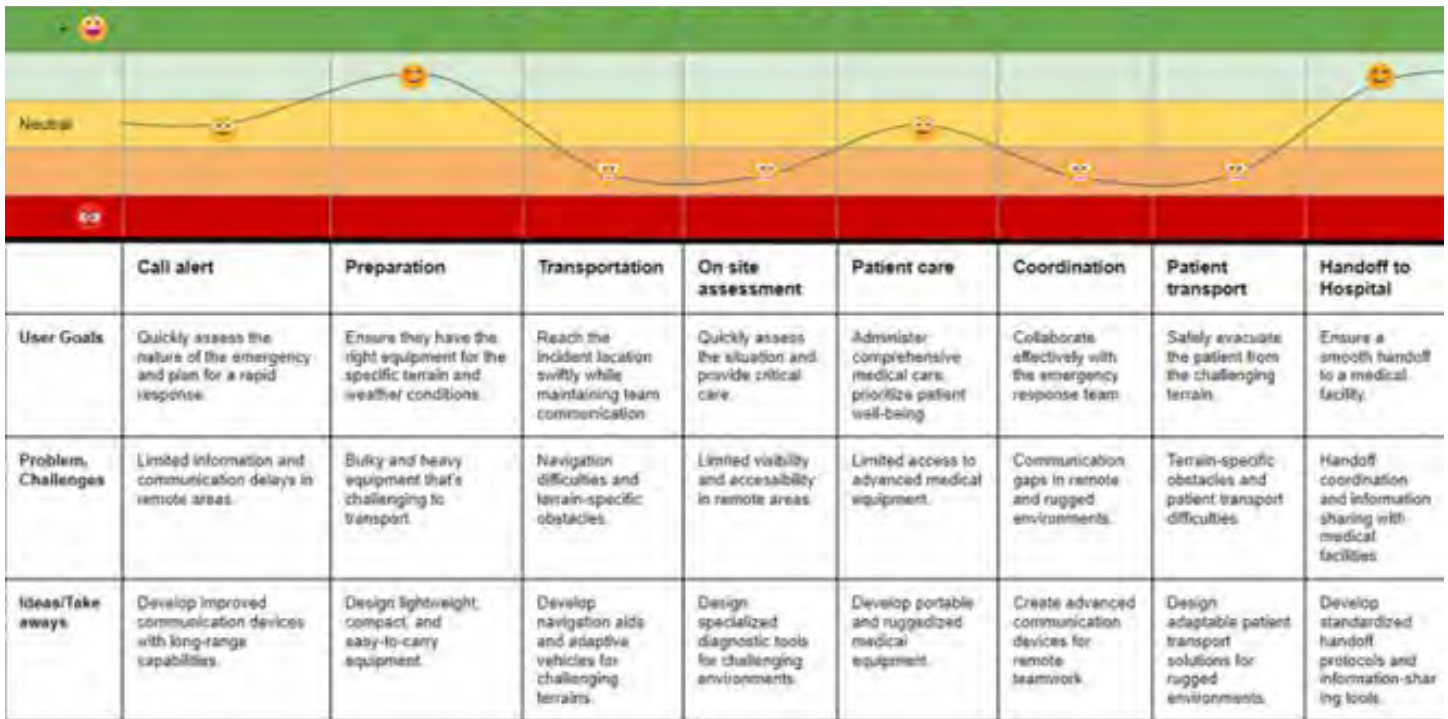 Neutral
Call alert
Preparation
Transportation
On site
assessment
Patient care
Coordination
Patient
transport
Handoff to
Hospital
User Goals
Quickly assess the
nature of the emergency
and plan for a rapid
response.
Ensure they have the
right equipment for the
specific terrain and
weather conditions.
Reach the
incident location
swiftly while
maintaining team
communication
Quickly assess
the situation and
provide critical
care.
Administer
comprehensive
medical care,
prioritize patient
well-being.
Collaborate
effectively with
the emergency
response team.
Safely evacuate
the patient from
the challenging
terrain.
Ensure a
smooth handoff
to a medical
facility.
Problem,
Challenges
Limited information and
communication delays in
remote areas.
Bulky and heavy
equipment that's
challenging to
transport.
Navigation
difficulties and
terrain-specific
obstacles.
Limited visibility
and accessibility
in remote areas.
Limited access to
advanced medical
equipment.
Communication
gaps in remote
and rugged
environments.
Terrain-specific
obstacles and
patient transport
difficulties.
Handoff
coordination
and information
sharing with
medical
facilities
Ideas/Take
aways
Develop improved
communication devices
with long-range
capabilities.
Design lightweight,
compact, and
easy-to-carry
equipment.
Develop
navigation aids
and adaptive
vehicles for
challenging
terrains.
Design
specialized
diagnostic tools
for challenging
environments.
Develop portable
and ruggedized
medical
equipment.
Create advanced
communication
devices for
remote
teamwork.
Design
adaptable patient
transport
solutions for
rugged
environments.
Develop
standardized
handoff
protocols and
information-shar
ing tools.